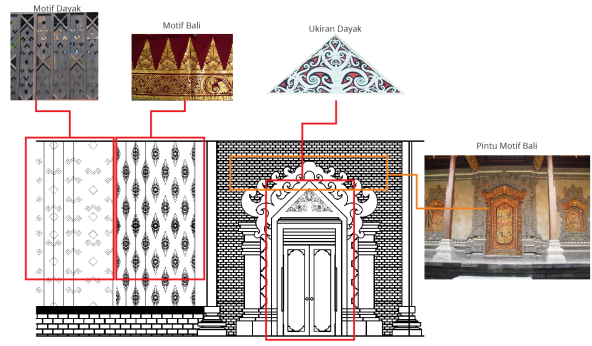 Motif Dayak
Motif Bali
Ukiran Dayak
Pintu Motif Bali